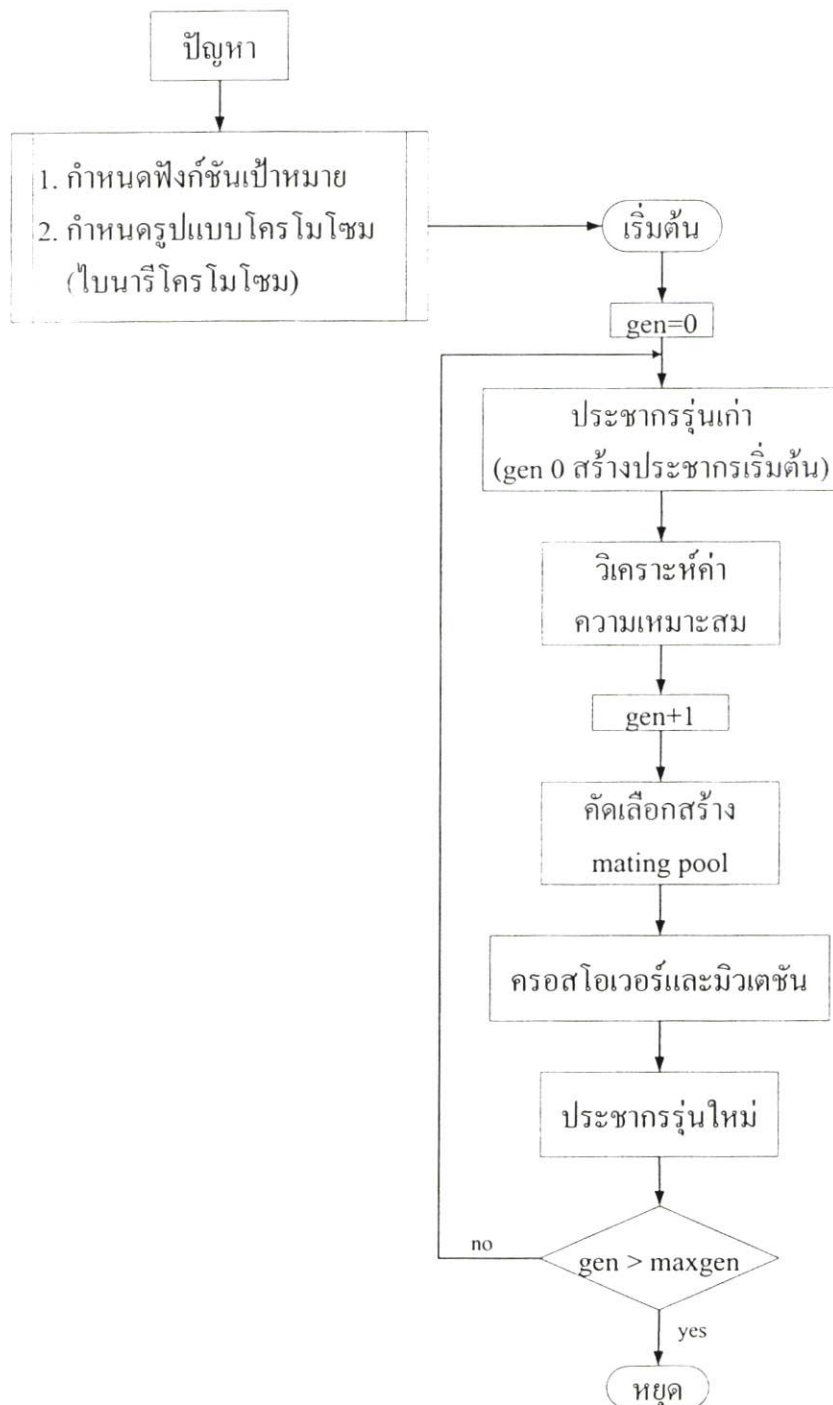 ปัญหา
1. กำหนดฟังก์ชันเป้าหมาย
2. กำหนดรูปแบบโครโมโซม
(ไบนารีโครโมโซม)
เริ่มต้น
gen=0
ประชากรรุ่นเก่า
(gen 0 สร้างประชากรเริ่มต้น)
วิเคราะห์ค่า
ความเหมาะสม
gen+1
คัดเลือกสร้าง
mating pool
ครอสโอเวอร์และมิวเตชัน
ประชากรรุ่นใหม่
no
gen > maxgen
yes
หยุด